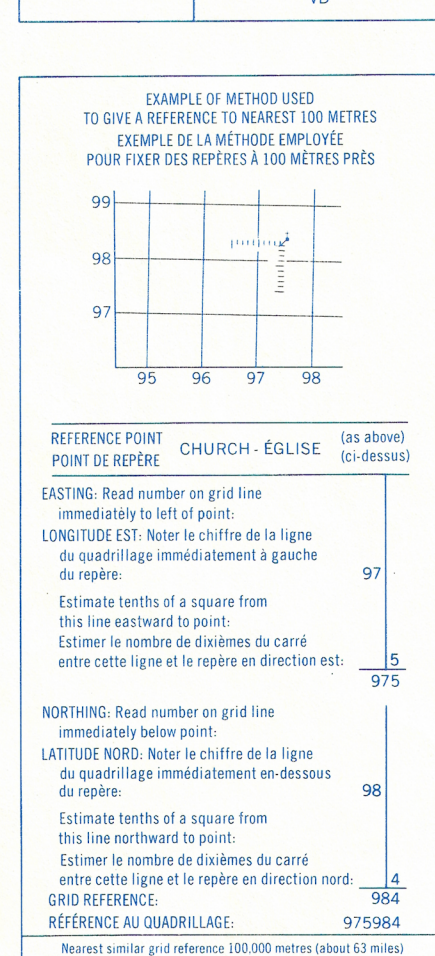 EXAMPLE OF METHOD USED
TO GIVE A REFERENCE TO NEAREST 100 METRES
EXEMPLE DE LA MÉTHODE EMPLOYÉE
POUR FIXER DES REPÈRES À 100 MÈTRES PRÈS
99
98
97
95 96 97 98
REFERENCE POINT CHURCH - ÉGLISE (as above)
POINT DE REPÈRE (ci-dessus)
EASTING: Read number on grid line
immediately to left of point:
LONGITUDE EST: Noter le chiffre de la ligne
du quadrillage immédiatement à gauche
du repère: 97
Estimate tenths of a square from
this line eastward to point:
Estimer le nombre de dixièmes du carré
entre cette ligne et le repère en direction est: 5
975
NORTHING: Read number on grid line
immediately below point:
LATITUDE NORD: Noter le chiffre de la ligne
du quadrillage immédiatement en-dessous
du repère: 98
Estimate tenths of a square from
this line northward to point:
Estimer le nombre de dixièmes du carré
entre cette ligne et le repère en direction nord: 4
GRID REFERENCE: 984
RÉFÉRENCE AU QUADRILLAGE: 975984
Nearest similar grid reference 100,000 metres (about 63 miles)